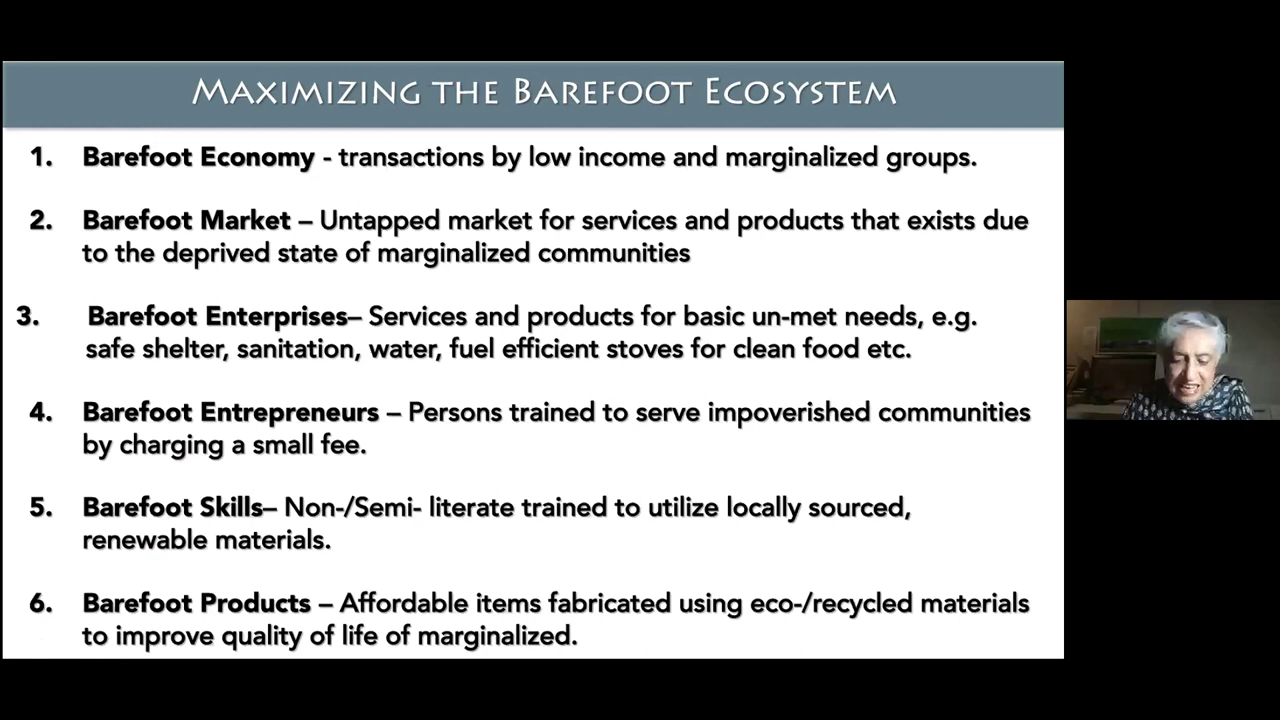 MAXIMIZING THE BAREFOOT ECOSYSTEM
1. Barefoot Economy - transactions by low income and marginalized groups.
2. Barefoot Market – Untapped market for services and products that exists due
to the deprived state of marginalized communities
3. Barefoot Enterprises– Services and products for basic un-met needs, e.g.
safe shelter, sanitation, water, fuel efficient stoves for clean food etc.
4. Barefoot Entrepreneurs – Persons trained to serve impoverished communities
by charging a small fee.
5. Barefoot Skills– Non-/Semi- literate trained to utilize locally sourced,
renewable materials.
6. Barefoot Products – Affordable items fabricated using eco-/recycled materials
to improve quality of life of marginalized.